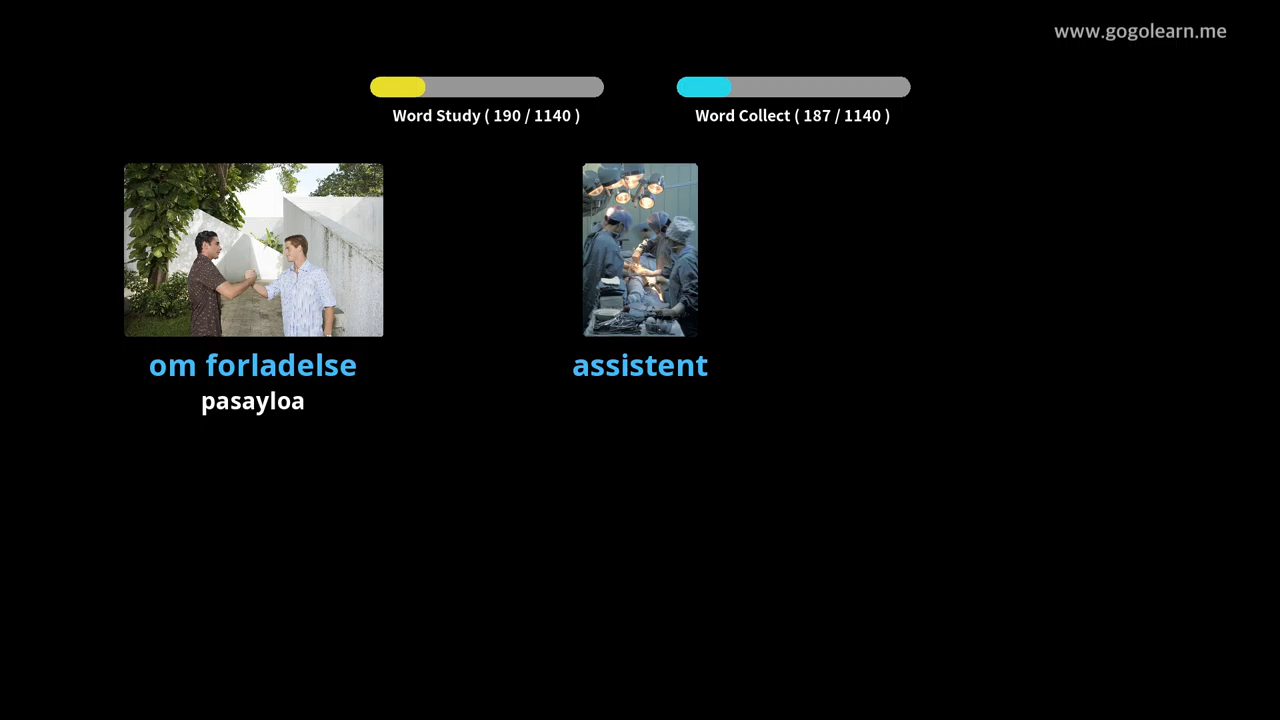 www.gogolearn.me
Word Study ( 190 / 1140 )
Word Collect ( 187 / 1140 )
om forladelse
pasayloa
assistent